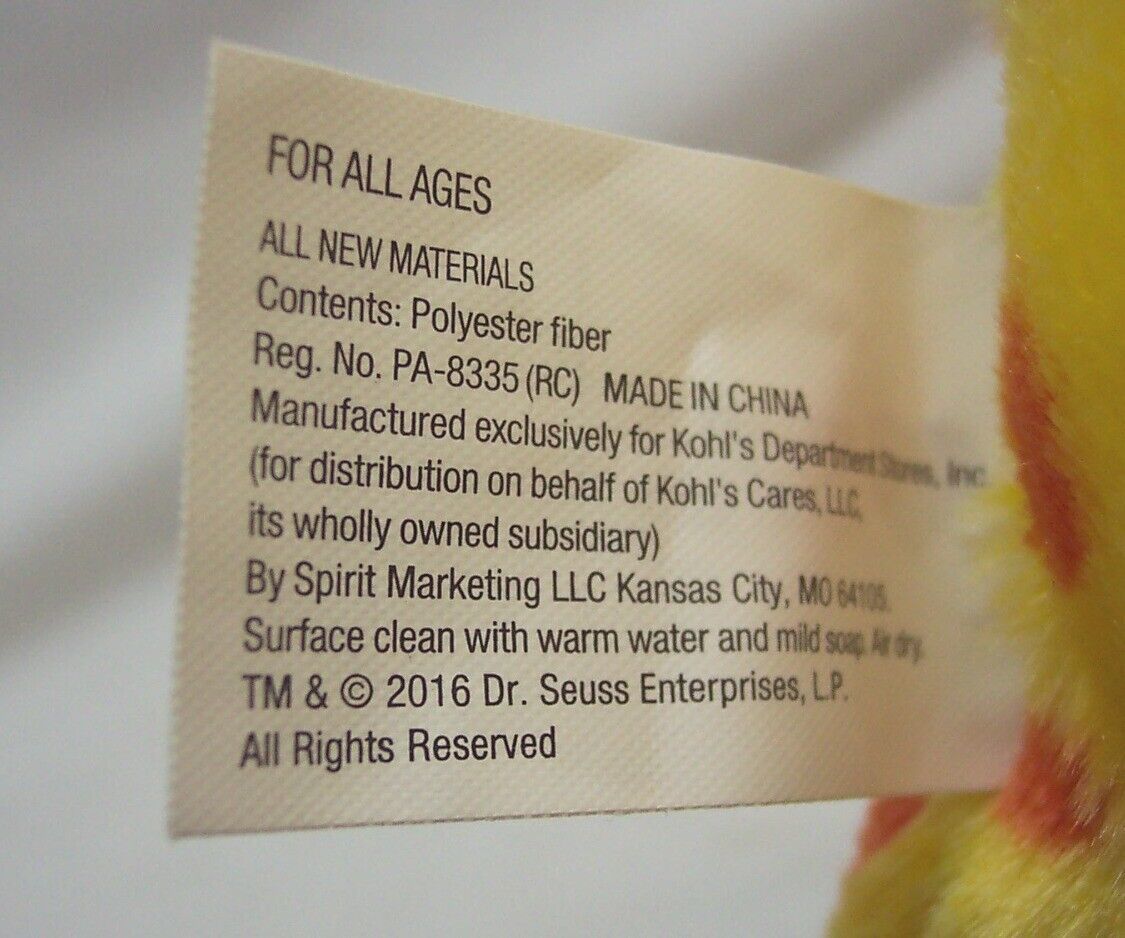 FOR ALL AGES
ALL NEW MATERIALS
Contents: Polyester fiber
Reg. No. PA-8335 (RC) MADE IN CHINA
Manufactured exclusively for Kohl's Department Stores, Inc.
(for distribution on behalf of Kohl's Cares, LLC,
its wholly owned subsidiary)
By Spirit Marketing LLC Kansas City, MO 64105.
Surface clean with warm water and mild soap. Air dry.
TM & © 2016 Dr. Seuss Enterprises, L.P.
All Rights Reserved